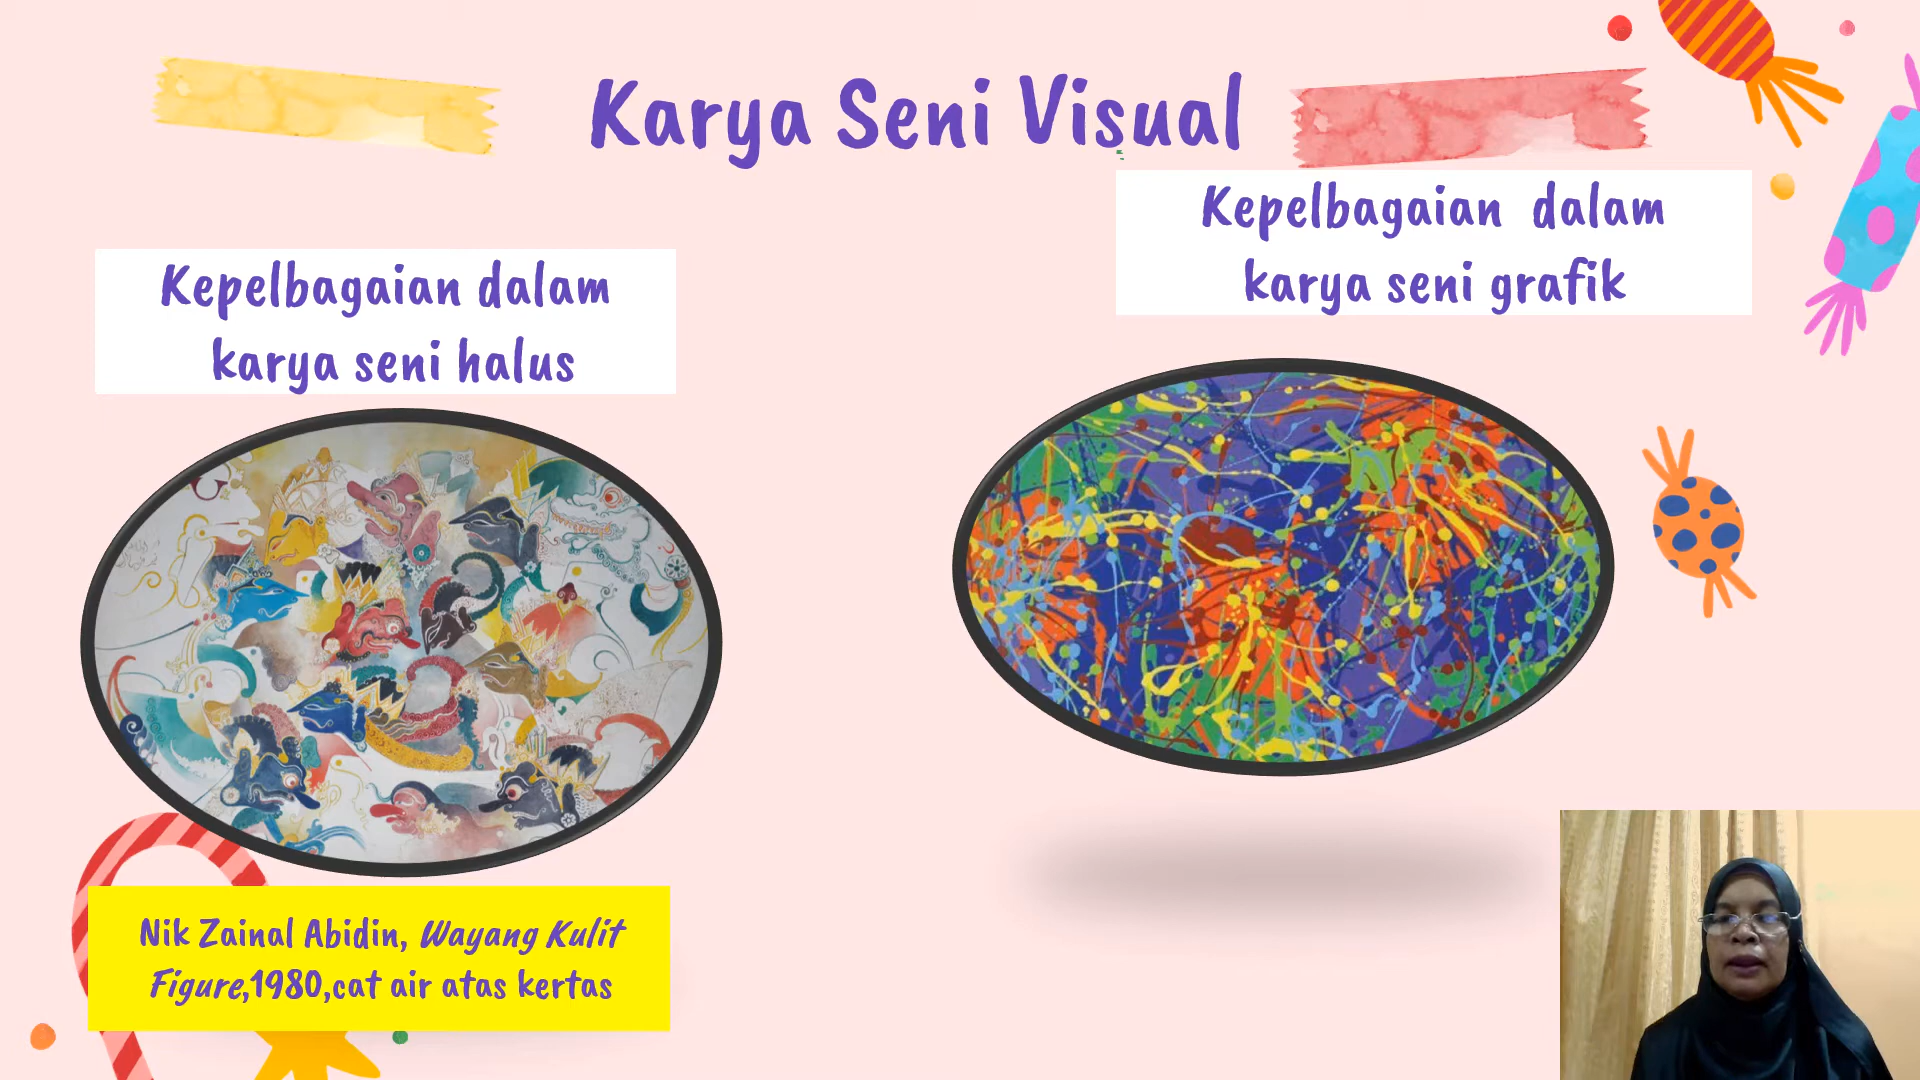 Karya Seni Visual
Kepelbagaian dalam
karya seni halus
Kepelbagaian dalam
karya seni grafik
Nik Zainal Abidin, Wayang Kulit
Figure,1980,cat air atas kertas